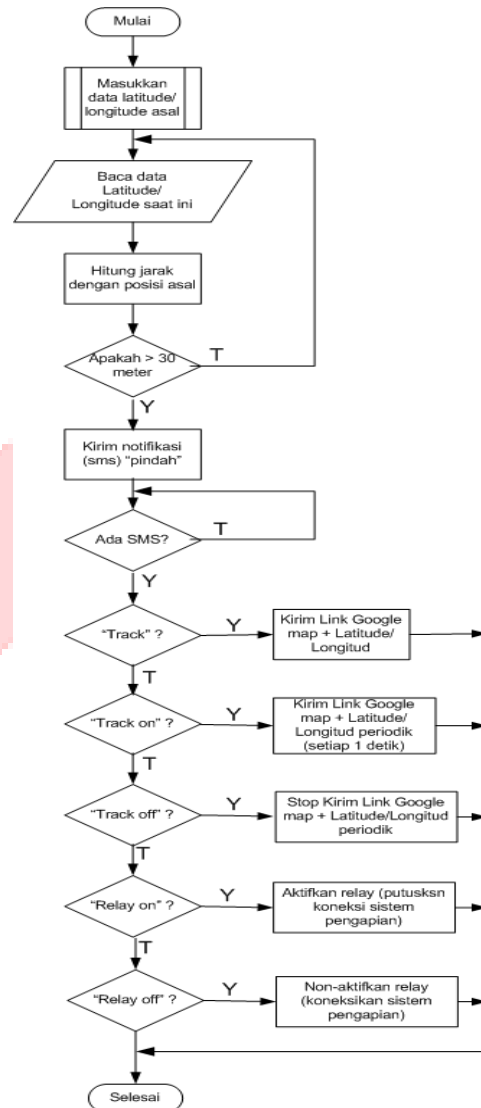 Mulai
Masukkan
data latitude/
longitude asal
Baca data
Latitude/
Longitude saat ini
Hitung jarak
dengan posisi asal
Apakah > 30
meter
T
Y
Kirim notifikasi
(sms) “pindah”
Ada SMS?
T
Y
“Track” ?
Y
Kirim Link Google
map + Latitude/
Longitud
T
“Track on” ?
Y
Kirim Link Google
map + Latitude/
Longitud periodik
(setiap 1 detik)
T
“Track off” ?
Y
Stop Kirim Link Google
map + Latitude/Longitud
periodik
T
“Relay on” ?
Y
Aktifkan relay (putusksn
koneksi sistem
pengapian)
T
“Relay off” ?
Y
Non-aktifkan relay
(koneksikan sistem
pengapian)
Selesai